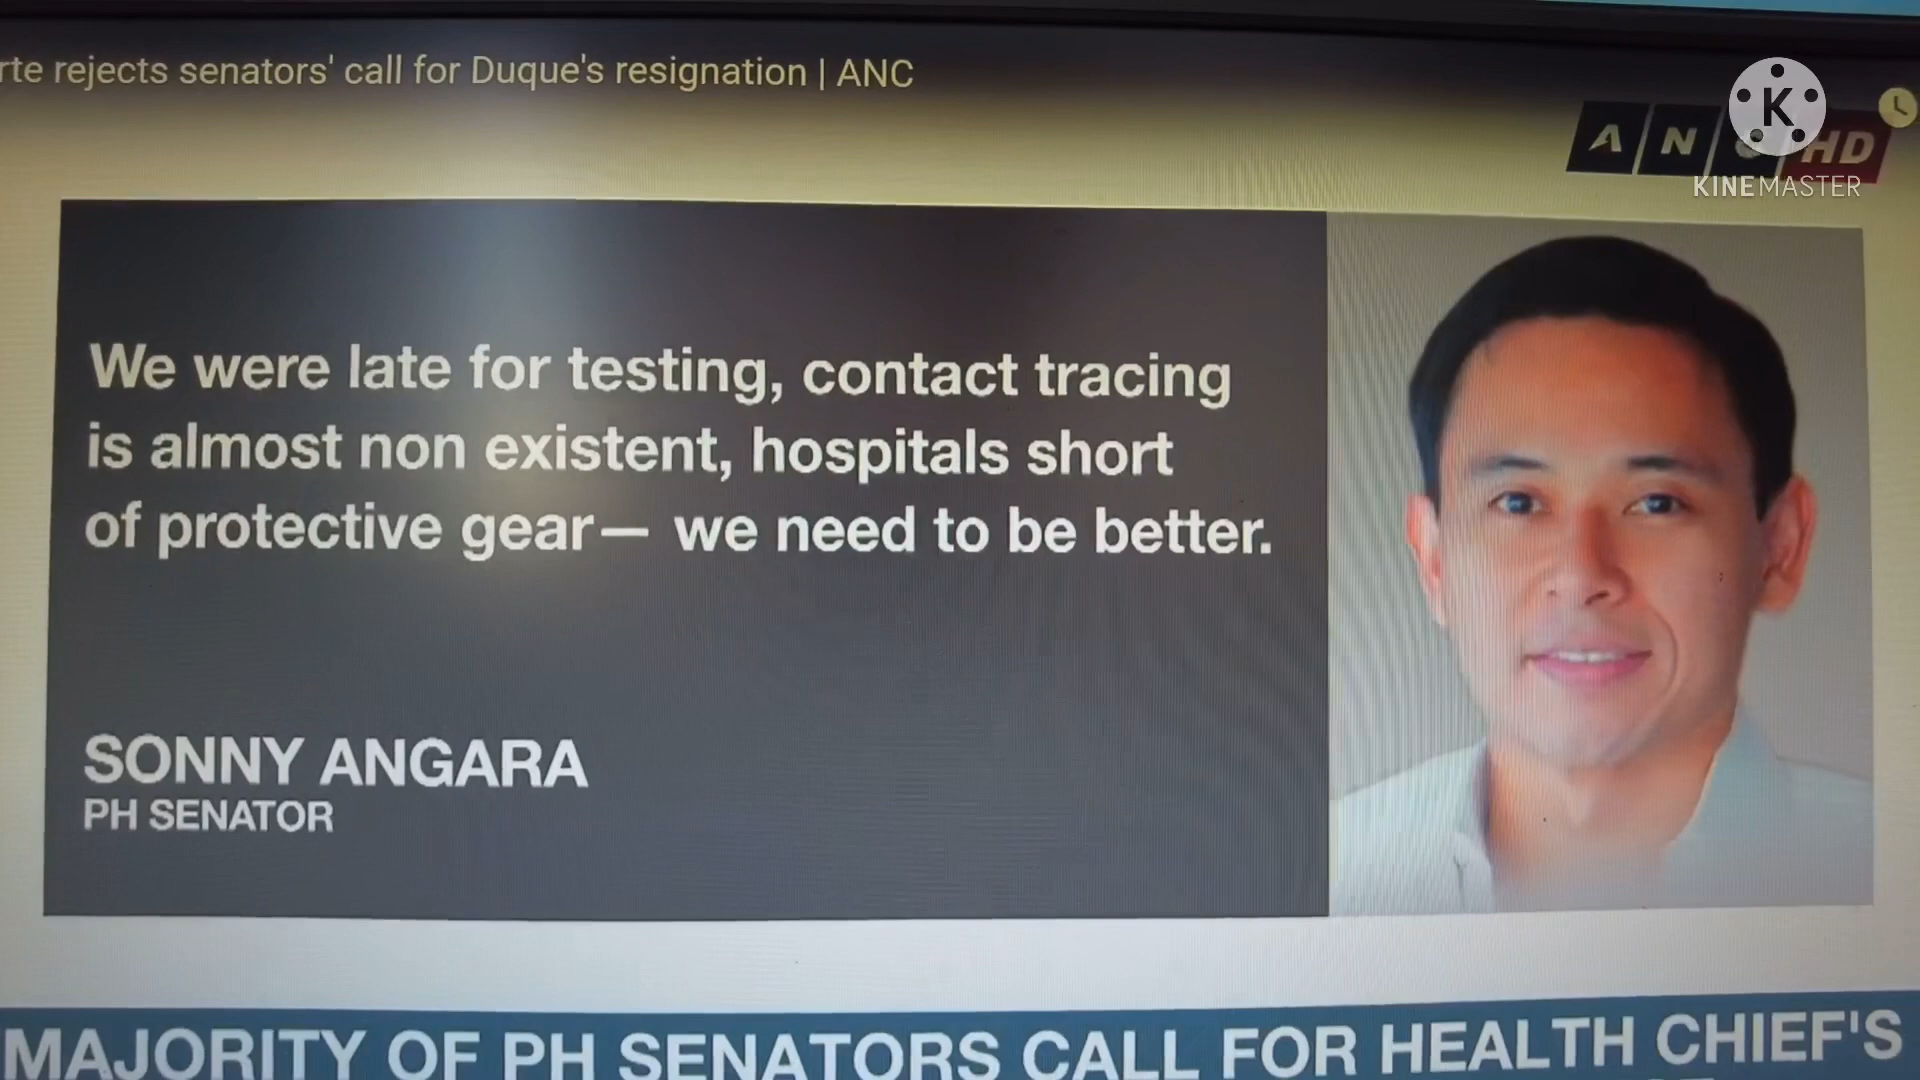 rte rejects senators' call for Duque's resignation | ANC
HD
K
KINEMASTER
We were late for testing, contact tracing
is almost non existent, hospitals short
of protective gear— we need to be better.
SONNY ANGARA
PH SENATOR
MAJORITY OF PH SENATORS CALL FOR HEALTH CHIEF'S